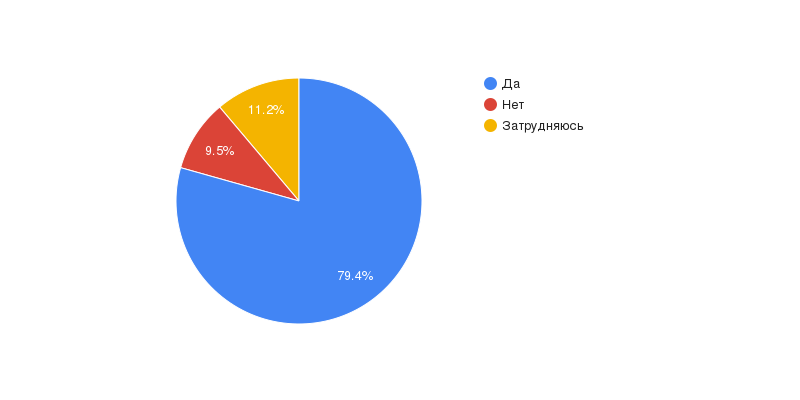 Да
Нет
Затрудняюсь
11.2%
9.5%
79.4%